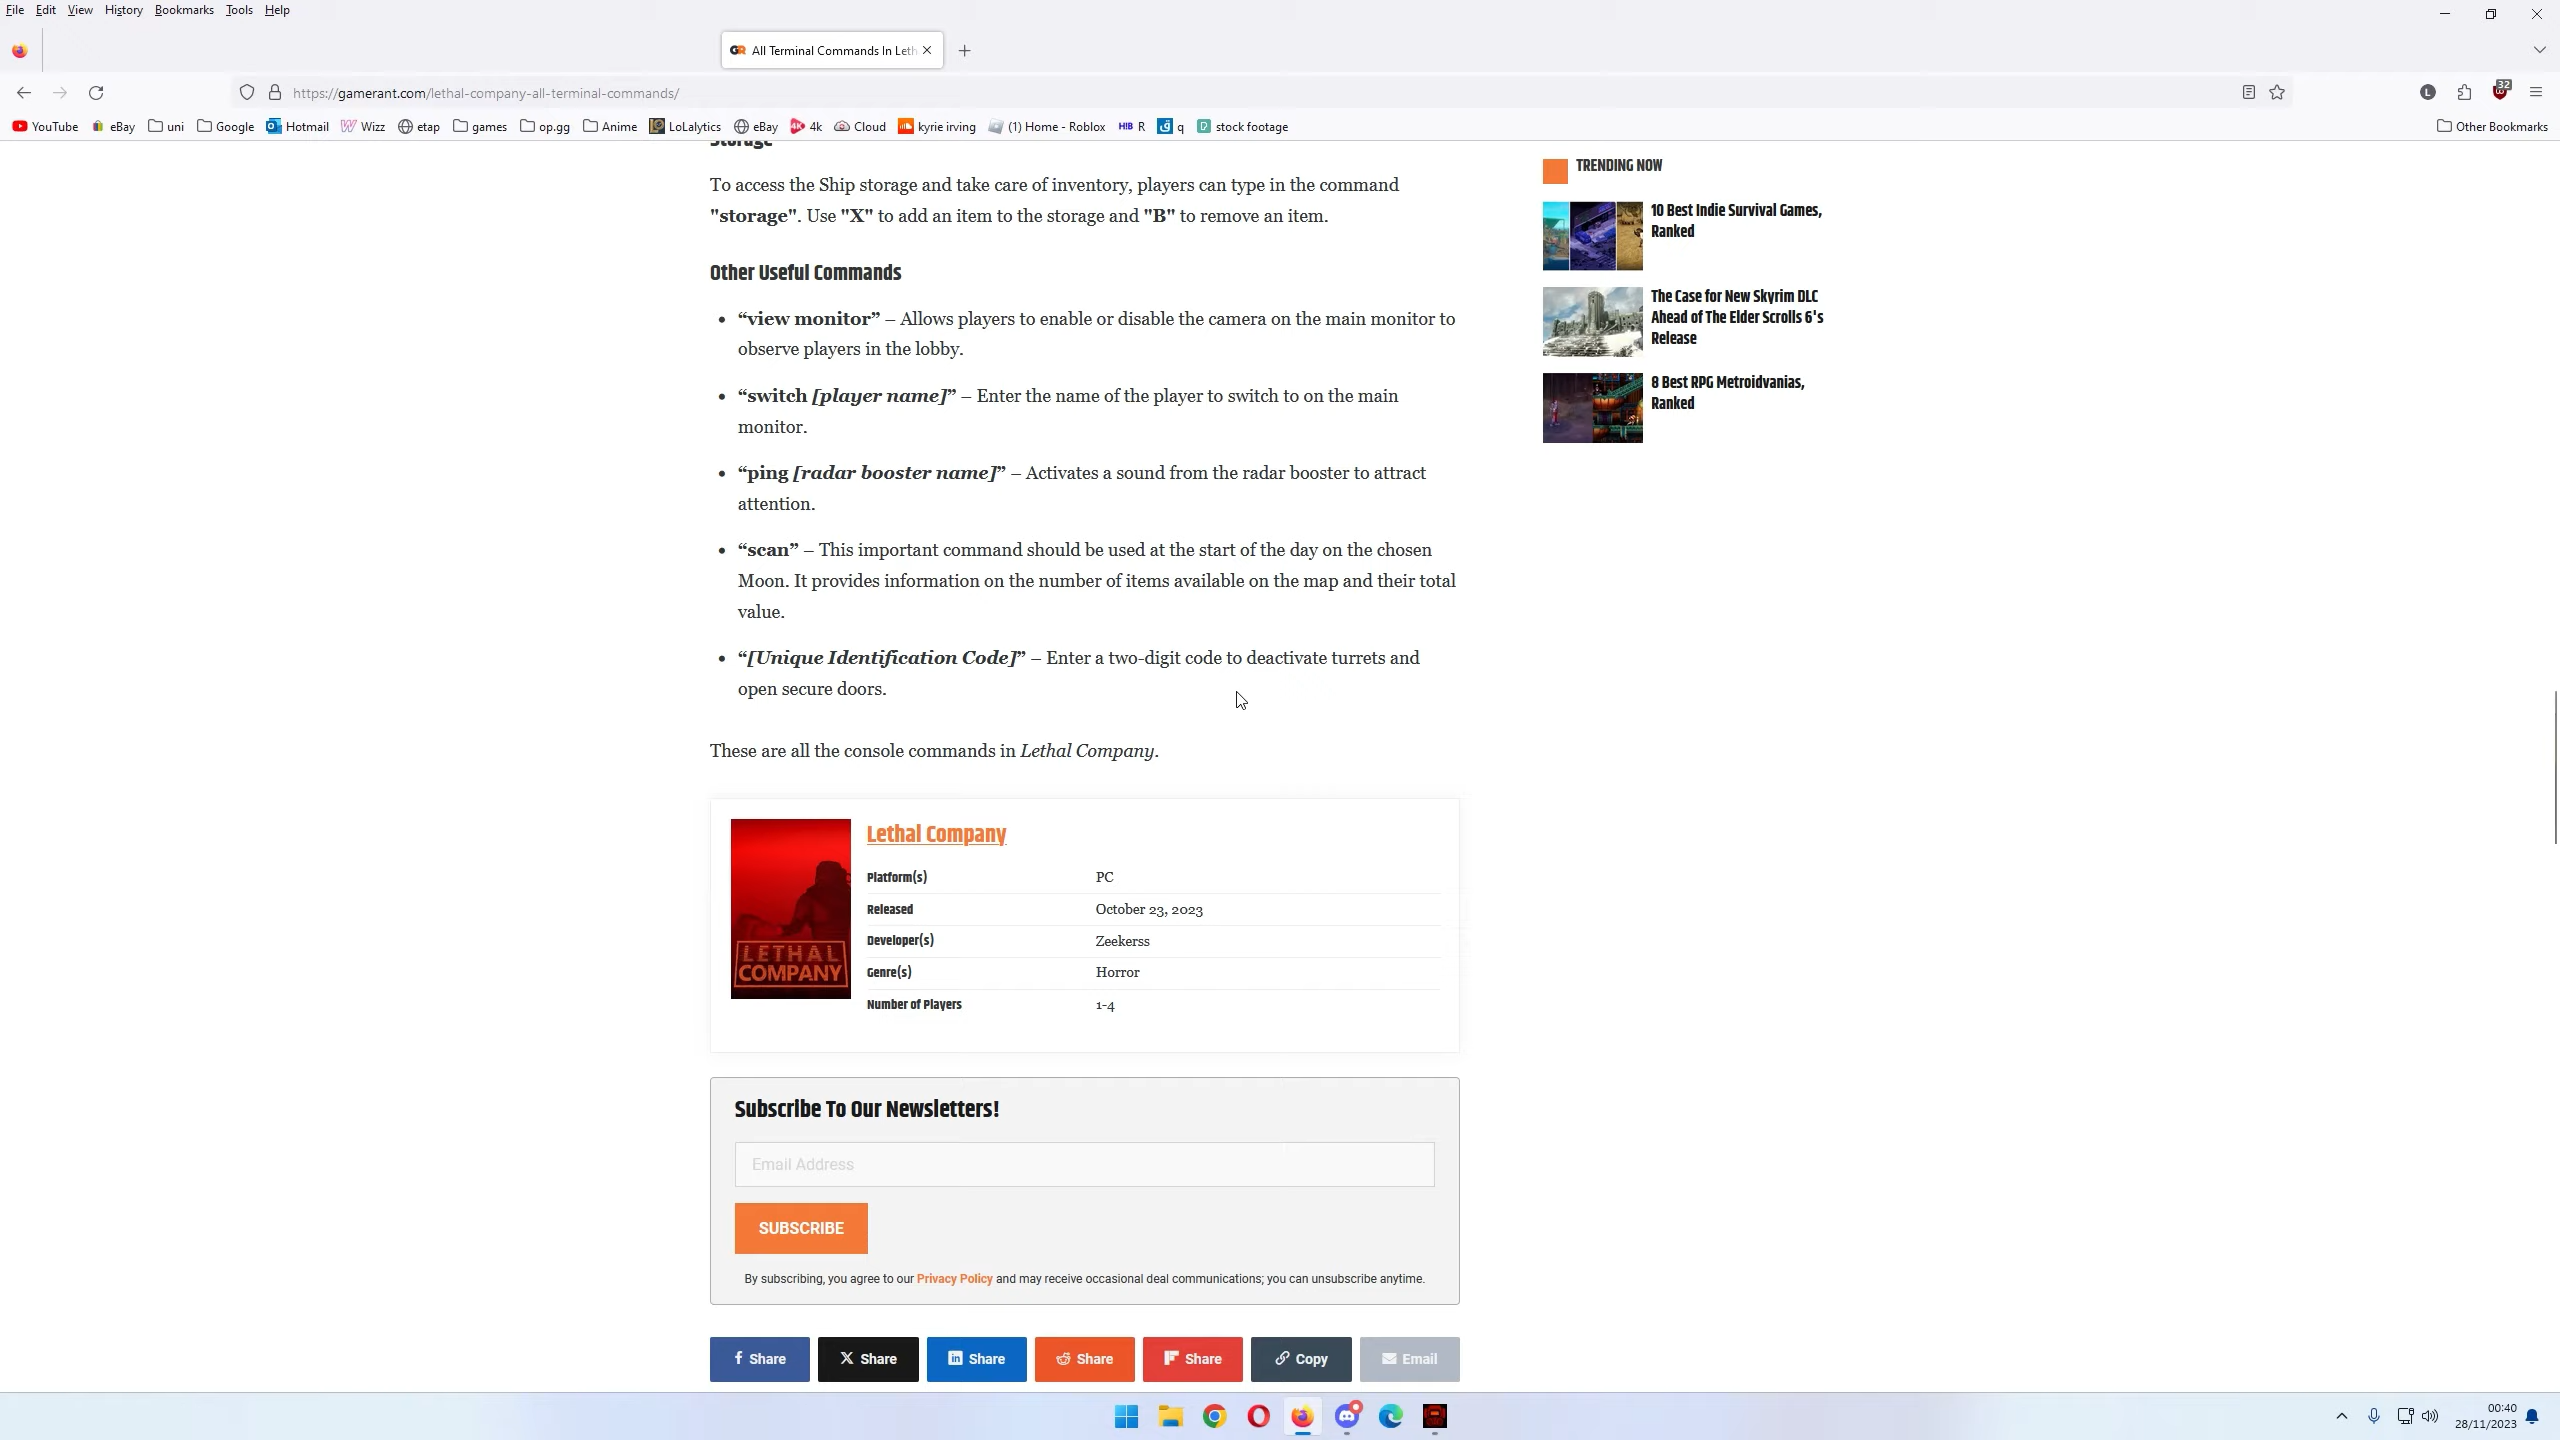 File Edit View History Bookmarks Tools Help
All Terminal Commands In Leth
https://gamerant.com/lethal-company-all-terminal-commands/
L
32
YouTube eBay uni Google Hotmail Wizz etap games op.gg Anime LoLalytics eBay 4k Cloud kyrie irving (1) Home - Roblox H!B R q stock footage Other Bookmarks
Storage
To access the Ship storage and take care of inventory, players can type in the command
"storage". Use "X" to add an item to the storage and "B" to remove an item.
Other Useful Commands
• “view monitor” – Allows players to enable or disable the camera on the main monitor to
observe players in the lobby.
• “switch [player name]” – Enter the name of the player to switch to on the main
monitor.
• “ping [radar booster name]” – Activates a sound from the radar booster to attract
attention.
• “scan” – This important command should be used at the start of the day on the chosen
Moon. It provides information on the number of items available on the map and their total
value.
• “[Unique Identification Code]” – Enter a two-digit code to deactivate turrets and
open secure doors.
These are all the console commands in Lethal Company.
LETHAL
COMPANY
Lethal Company
Platform(s) PC
Released October 23, 2023
Developer(s) Zeekerss
Genre(s) Horror
Number of Players 1-4
Subscribe To Our Newsletters!
Email Address
SUBSCRIBE
By subscribing, you agree to our Privacy Policy and may receive occasional deal communications; you can unsubscribe anytime.
Share Share Share Share Share Copy Email
TRENDING NOW
10 Best Indie Survival Games,
Ranked
The Case for New Skyrim DLC
Ahead of The Elder Scrolls 6's
Release
8 Best RPG Metroidvanias,
Ranked
00:40
28/11/2023